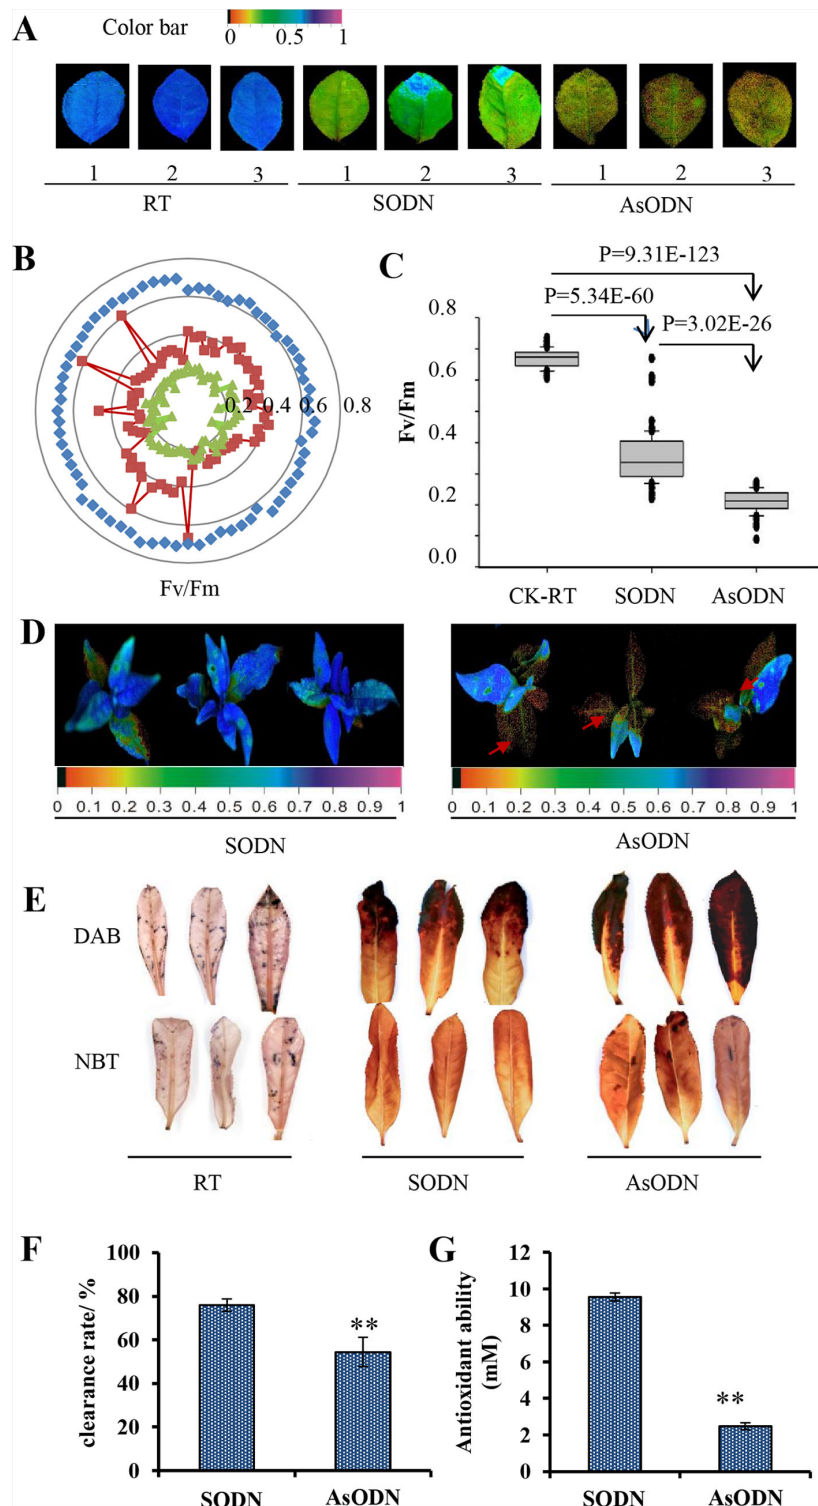 A
Color bar
0 0.5 1
1 2 3 1 2 3 1 2 3
RT SODN AsODN
B
0.2 0.4 0.6 0.8
Fv/Fm
C
P=9.31E-123
P=5.34E-60
P=3.02E-26
Fv/Fm
0.8
0.6
0.4
0.2
0.0
CK-RT SODN AsODN
D
0 0.1 0.2 0.3 0.4 0.5 0.6 0.7 0.8 0.9 1
SODN
0 0.1 0.2 0.3 0.4 0.5 0.6 0.7 0.8 0.9 1
AsODN
E
DAB
NBT
RT SODN AsODN
F
clearance rate/ %
100
80
60
40
20
0
**
SODN AsODN
G
Antioxidant ability
(mM)
12
10
8
6
4
2
0
**
SODN AsODN